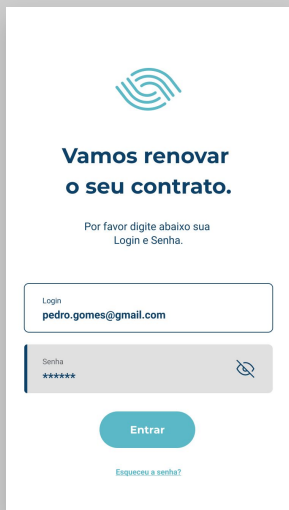 Vamos renovar
o seu contrato.
Por favor digite abaixo sua
Login e Senha.
Login
pedro.gomes@gmail.com
Senha
******
Entrar
Esqueceu a senha?